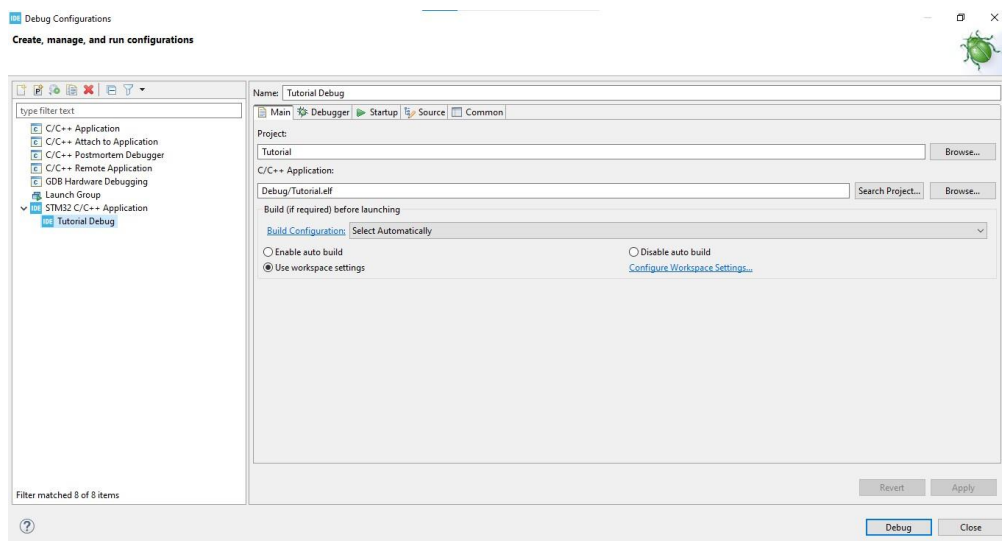 IDE Debug Configurations
Create, manage, and run configurations
type filter text
C/C++ Application
C/C++ Attach to Application
C/C++ Postmortem Debugger
C/C++ Remote Application
GDB Hardware Debugging
Launch Group
IDE STM32 C/C++ Application
IDE Tutorial Debug
Filter matched 8 of 8 items
Name: Tutorial Debug
Main Debugger Startup Source Common
Project:
Tutorial Browse...
C/C++ Application:
Debug/Tutorial.elf Search Project... Browse...
Build (if required) before launching
Build Configuration: Select Automatically
Enable auto build Disable auto build
Use workspace settings Configure Workspace Settings...
Revert Apply
Debug Close